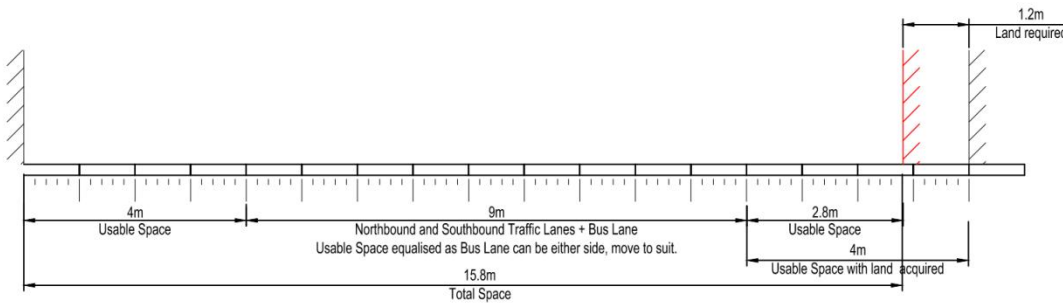 1.2m
Land required
4m
Usable Space
9m
Northbound and Southbound Traffic Lanes + Bus Lane
Usable Space equalised as Bus Lane can be either side, move to suit.
2.8m
Usable Space
4m
Usable Space with land acquired
15.8m
Total Space